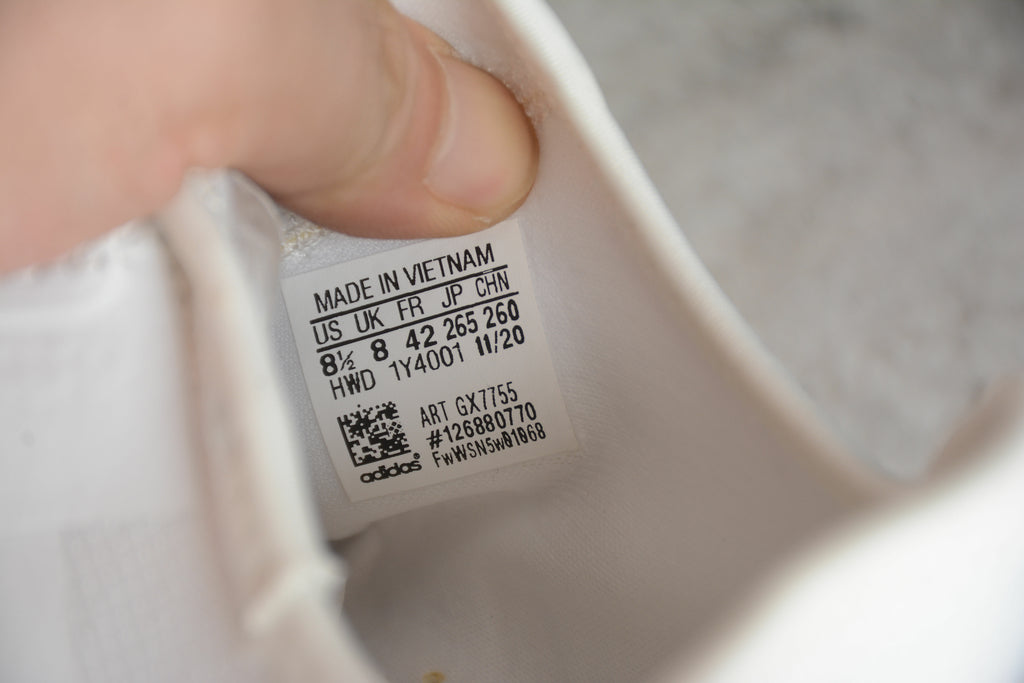 MADE IN VIETNAM
US UK FR JP CHN
8½ 8 42 265 260
HWD 1Y4001 11/20
ART GX7755
#126880770
FwWSN5w01068
adidas